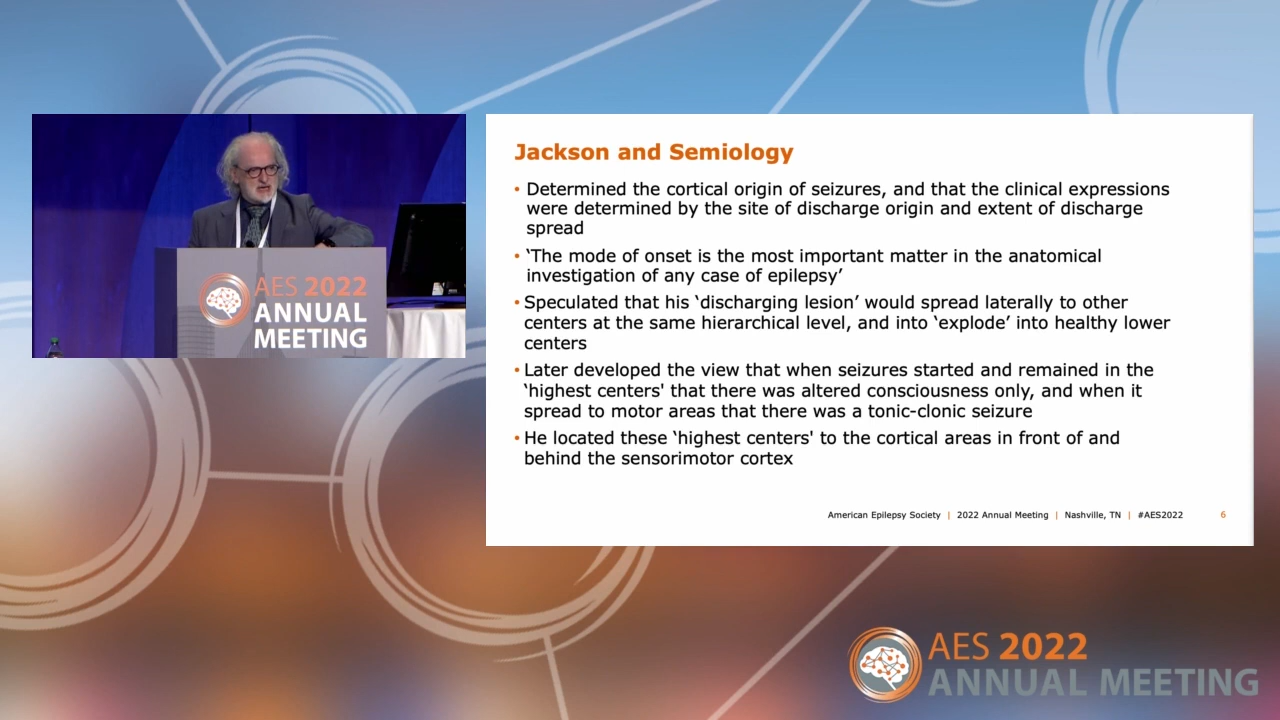 AES 2022
ANNUAL
MEETING
Jackson and Semiology
• Determined the cortical origin of seizures, and that the clinical expressions
were determined by the site of discharge origin and extent of discharge
spread
• ‘The mode of onset is the most important matter in the anatomical
investigation of any case of epilepsy’
• Speculated that his ‘discharging lesion’ would spread laterally to other
centers at the same hierarchical level, and into ‘explode’ into healthy lower
centers
• Later developed the view that when seizures started and remained in the
‘highest centers' that there was altered consciousness only, and when it
spread to motor areas that there was a tonic-clonic seizure
• He located these ‘highest centers' to the cortical areas in front of and
behind the sensorimotor cortex
American Epilepsy Society | 2022 Annual Meeting | Nashville, TN | #AES2022 6
AES 2022
ANNUAL MEETING